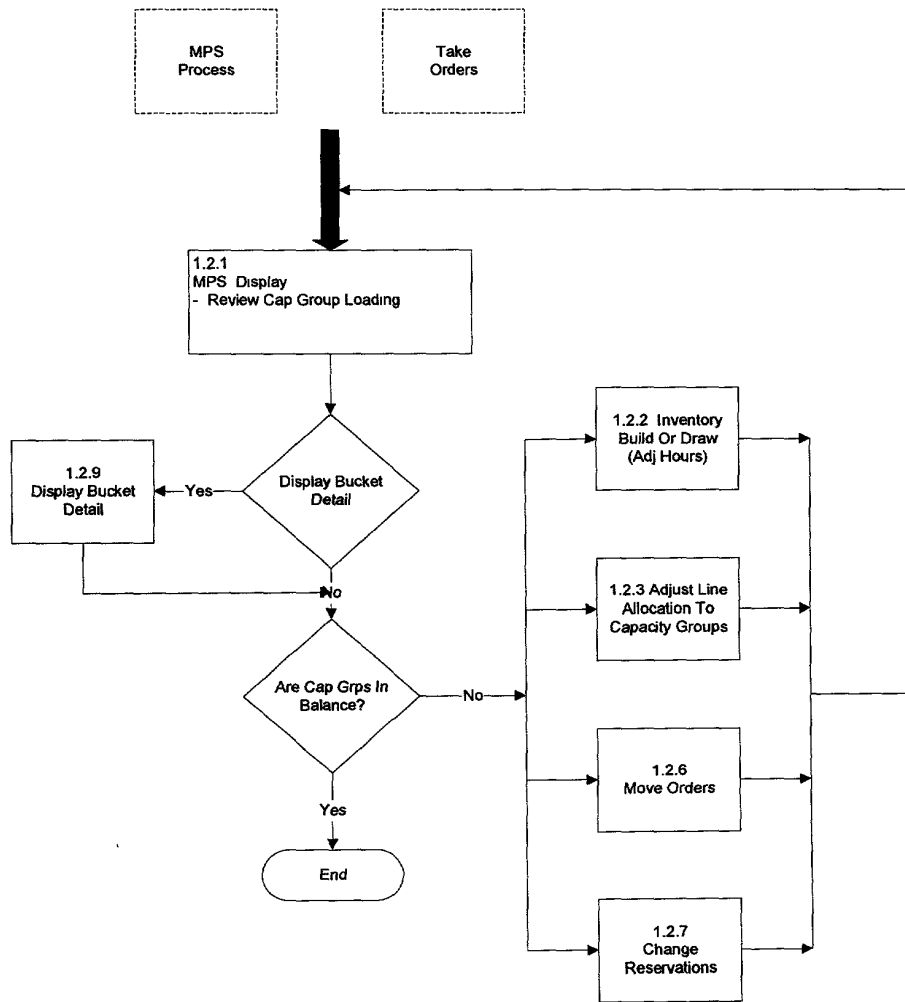 MPS
Process
Take
Orders
1.2.1
MPS Display
- Review Cap Group Loading
Display Bucket
Detail
Yes
1.2.9
Display Bucket
Detail
No
Are Cap Grps In
Balance?
No
Yes
End
1.2.2 Inventory
Build Or Draw
(Adj Hours)
1.2.3 Adjust Line
Allocation To
Capacity Groups
1.2.6
Move Orders
1.2.7
Change
Reservations